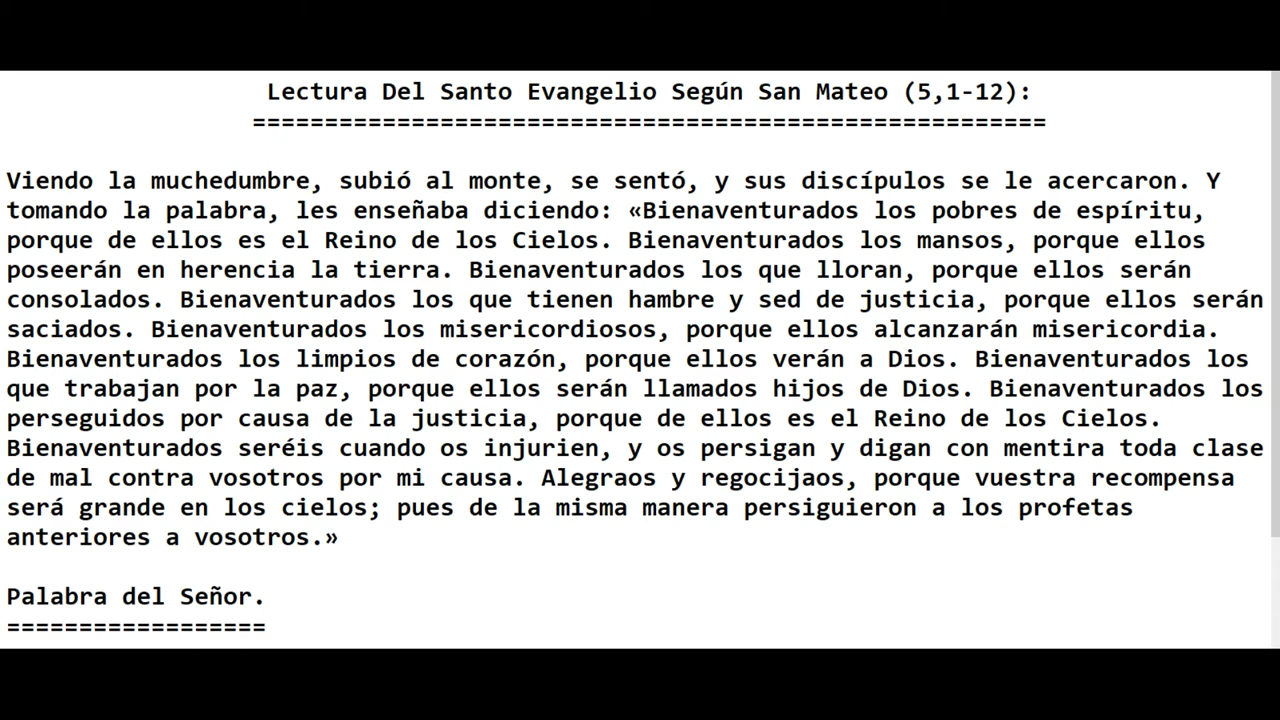 Lectura Del Santo Evangelio Según San Mateo (5,1-12):
=======================================================
Viendo la muchedumbre, subió al monte, se sentó, y sus discípulos se le acercaron. Y
tomando la palabra, les enseñaba diciendo: «Bienaventurados los pobres de espíritu,
porque de ellos es el Reino de los Cielos. Bienaventurados los mansos, porque ellos
poseerán en herencia la tierra. Bienaventurados los que lloran, porque ellos serán
consolados. Bienaventurados los que tienen hambre y sed de justicia, porque ellos serán
saciados. Bienaventurados los misericordiosos, porque ellos alcanzarán misericordia.
Bienaventurados los limpios de corazón, porque ellos verán a Dios. Bienaventurados los
que trabajan por la paz, porque ellos serán llamados hijos de Dios. Bienaventurados los
perseguidos por causa de la justicia, porque de ellos es el Reino de los Cielos.
Bienaventurados seréis cuando os injurien, y os persigan y digan con mentira toda clase
de mal contra vosotros por mi causa. Alegraos y regocijaos, porque vuestra recompensa
será grande en los cielos; pues de la misma manera persiguieron a los profetas
anteriores a vosotros.»
Palabra del Señor.
==================